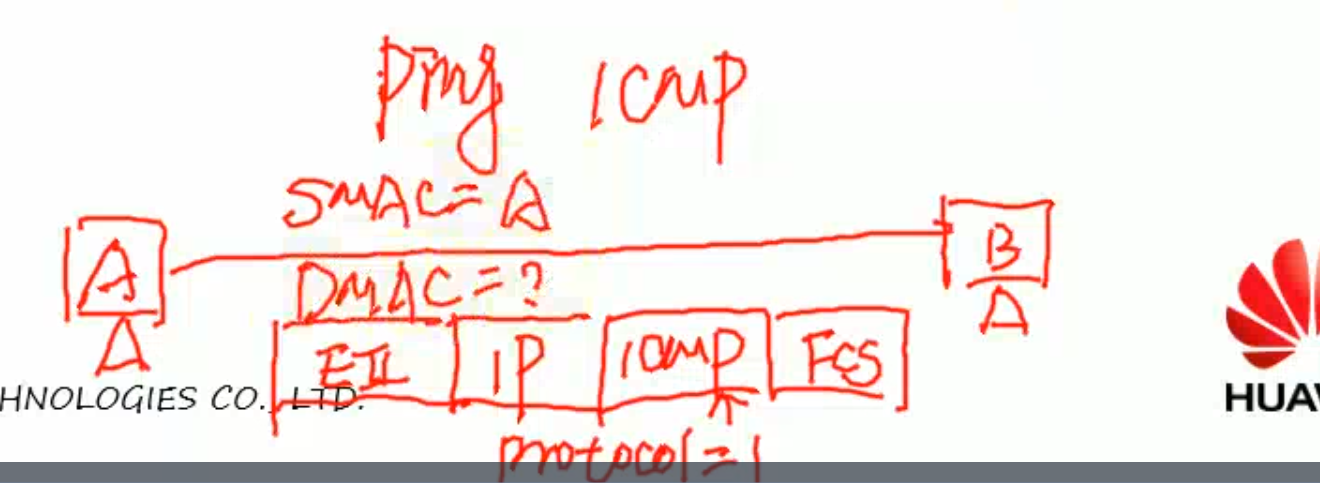 Ping ICMP
SMAC=A
A
B
DMAC=?
EII IP ICMP FCS
HNOLOGIES CO., LTD.
HUAW
Protocol=1